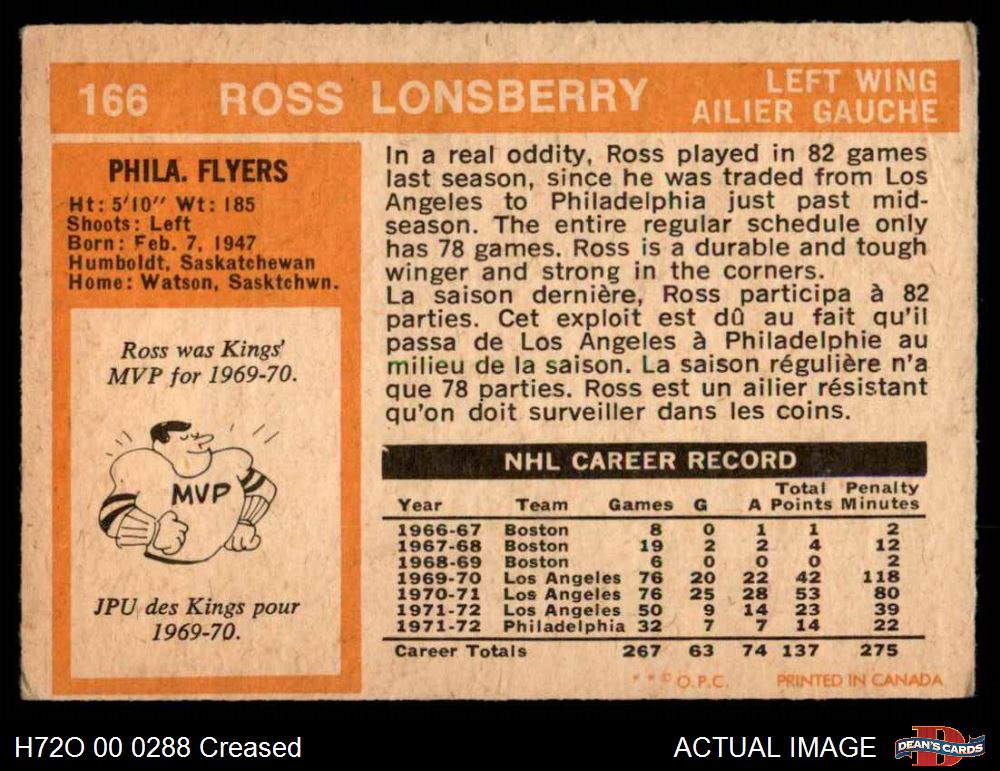 166 ROSS LONSBERRY LEFT WING
AILIER GAUCHE
PHILA. FLYERS
Ht: 5'10" Wt: 185
Shoots: Left
Born: Feb. 7, 1947
Humboldt, Saskatchewan
Home: Watson, Sasktchwn.
Ross was Kings'
MVP for 1969-70.
MVP
JPU des Kings pour
1969-70.
In a real oddity, Ross played in 82 games
last season, since he was traded from Los
Angeles to Philadelphia just past mid-
season. The entire regular schedule only
has 78 games. Ross is a durable and tough
winger and strong in the corners.
La saison dernière, Ross participa à 82
parties. Cet exploit est dû au fait qu'il
passa de Los Angeles à Philadelphie au
milieu de la saison. La saison régulière n'a
que 78 parties. Ross est un ailier résistant
qu'on doit surveiller dans les coins.
NHL CAREER RECORD
Year Team Games G A Total Points Penalty Minutes
1966-67 Boston 8 0 1 1 2
1967-68 Boston 19 2 2 4 12
1968-69 Boston 6 0 0 0 2
1969-70 Los Angeles 76 20 22 42 118
1970-71 Los Angeles 76 25 28 53 80
1971-72 Los Angeles 50 9 14 23 39
1971-72 Philadelphia 32 7 7 14 22
Career Totals 267 63 74 137 275
* * © O.P.C. PRINTED IN CANADA
H72O 00 0288 Creased
ACTUAL IMAGE
DEAN'S CARDS